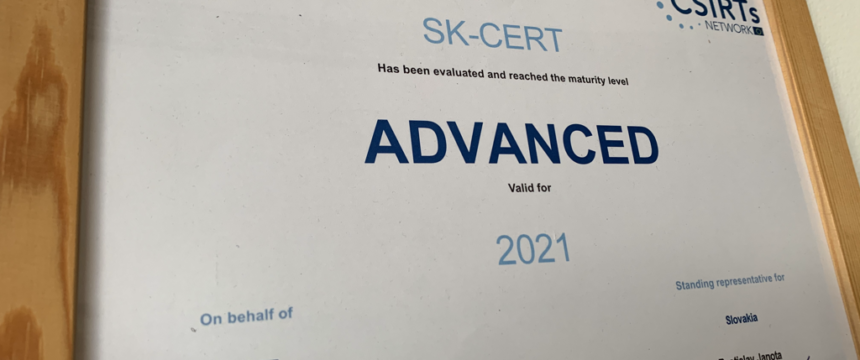 CSIRTs
NETWORK
SK-CERT
Has been evaluated and reached the maturity level
ADVANCED
Valid for
2021
Standing representative for
On behalf of
Slovakia
Janota